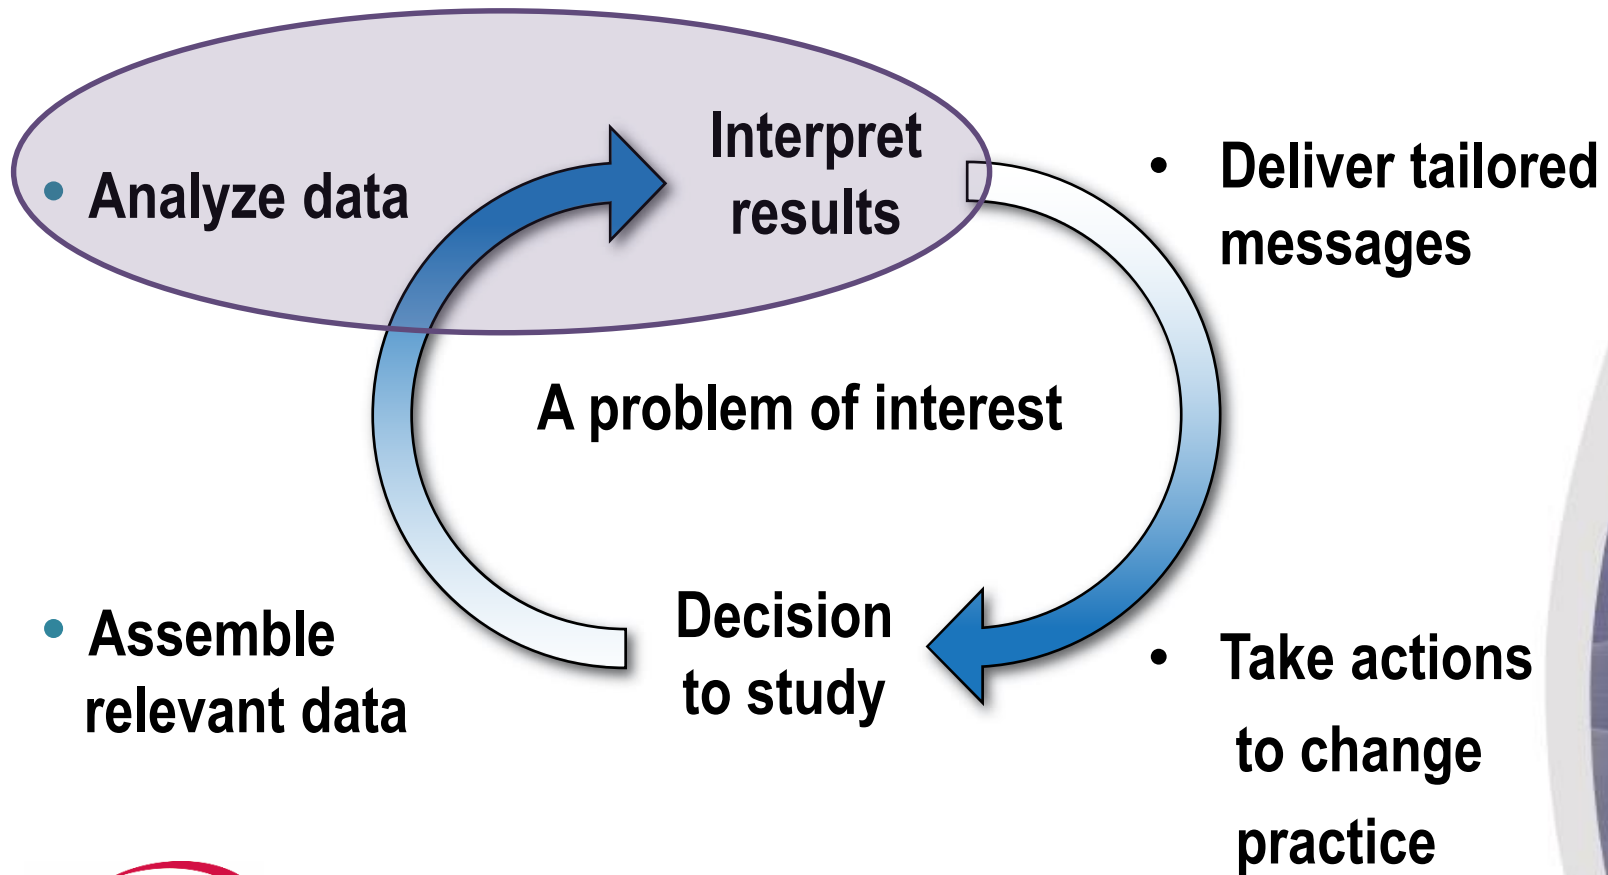 Interpret
results
• Analyze data
• Deliver tailored
messages
A problem of interest
Decision
to study
• Assemble
relevant data
• Take actions
to change
practice